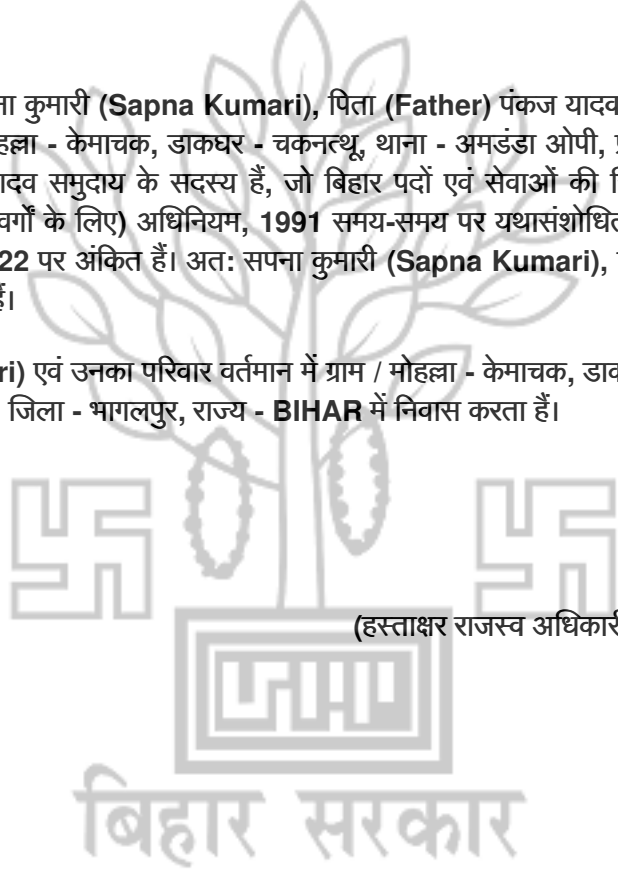 ना कुमारी (Sapna Kumari), पिता (Father) पंकज यादव
हल्ला - केमाचक, डाकघर - चकनत्थू, थाना - अमडंडा ओपी, प्र
ादव समुदाय के सदस्य हैं, जो बिहार पदों एवं सेवाओं की रि
वर्गों के लिए) अधिनियम, 1991 समय-समय पर यथासंशोधित
22 पर अंकित हैं। अत: सपना कुमारी (Sapna Kumari),
हैं।
ri) एवं उनका परिवार वर्तमान में ग्राम / मोहल्ला - केमाचक, डाक
जिला - भागलपुर, राज्य - BIHAR में निवास करता हैं।
(हस्ताक्षर राजस्व अधिकारी
बिहार सरकार